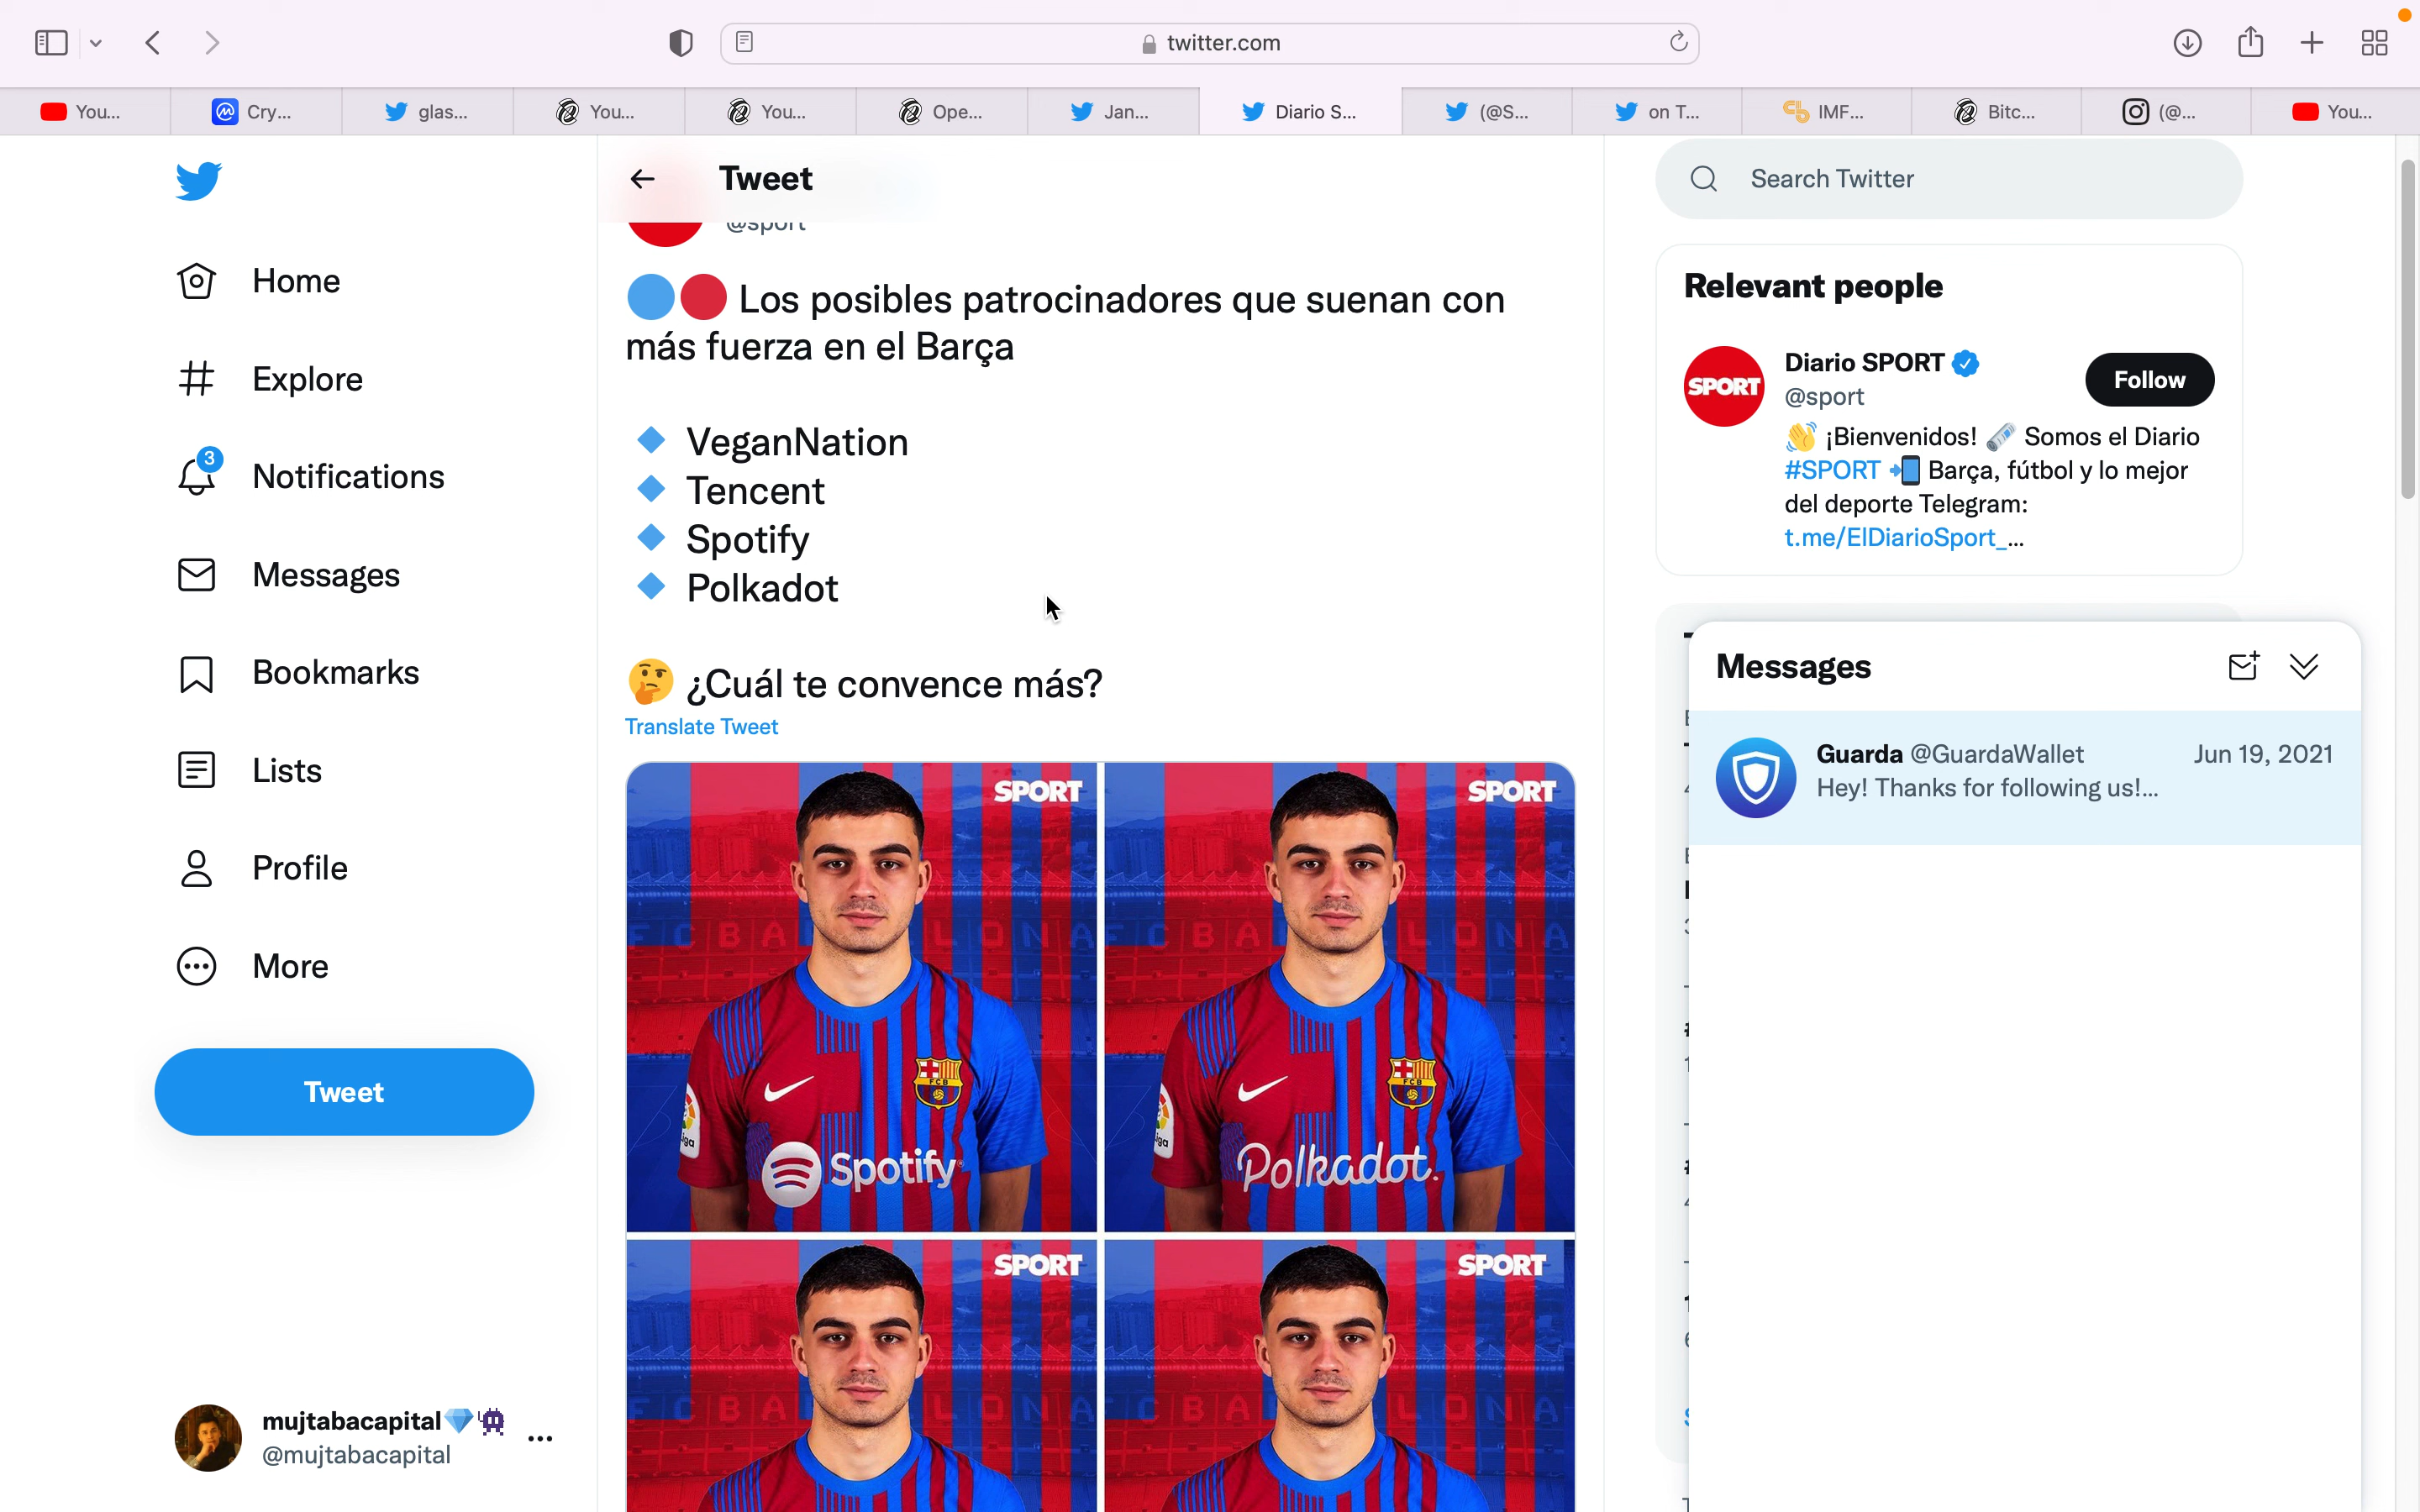 twitter.com
You...
Cry...
glas...
You...
You...
Ope...
Jan...
Diario S...
(@S...
on T...
IMF...
Bitc...
(@...
You...
Home
Explore
3
Notifications
Messages
Bookmarks
Lists
Profile
More
Tweet
mujtabacapital
@mujtabacapital
Tweet
@sport
Los posibles patrocinadores que suenan con
más fuerza en el Barça
VeganNation
Tencent
Spotify
Polkadot
¿Cuál te convence más?
Translate Tweet
SPORT
FCB
Spotify
SPORT
FCB
Polkadot.
SPORT
SPORT
Search Twitter
Relevant people
SPORT
Diario SPORT
@sport
Follow
¡Bienvenidos! Somos el Diario
#SPORT Barça, fútbol y lo mejor
del deporte Telegram:
t.me/ElDiarioSport_...
Messages
Guarda @GuardaWallet Jun 19, 2021
Hey! Thanks for following us!...